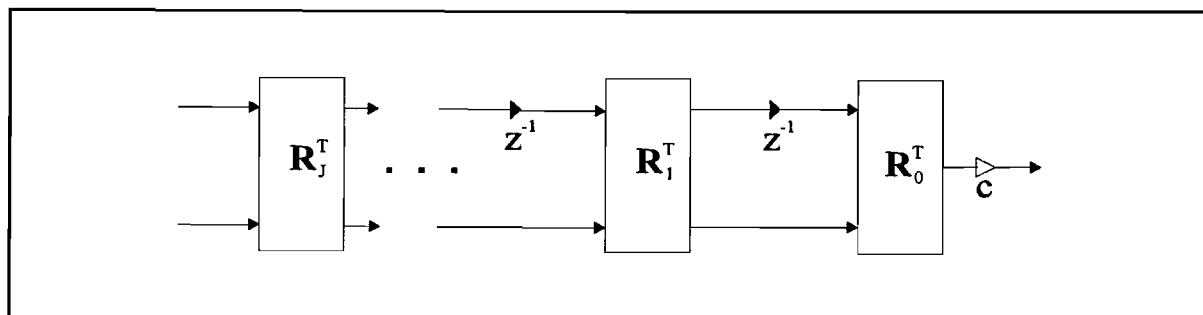 R_J^T
. . .
z^-1
R_1^T
z^-1
R_0^T
c